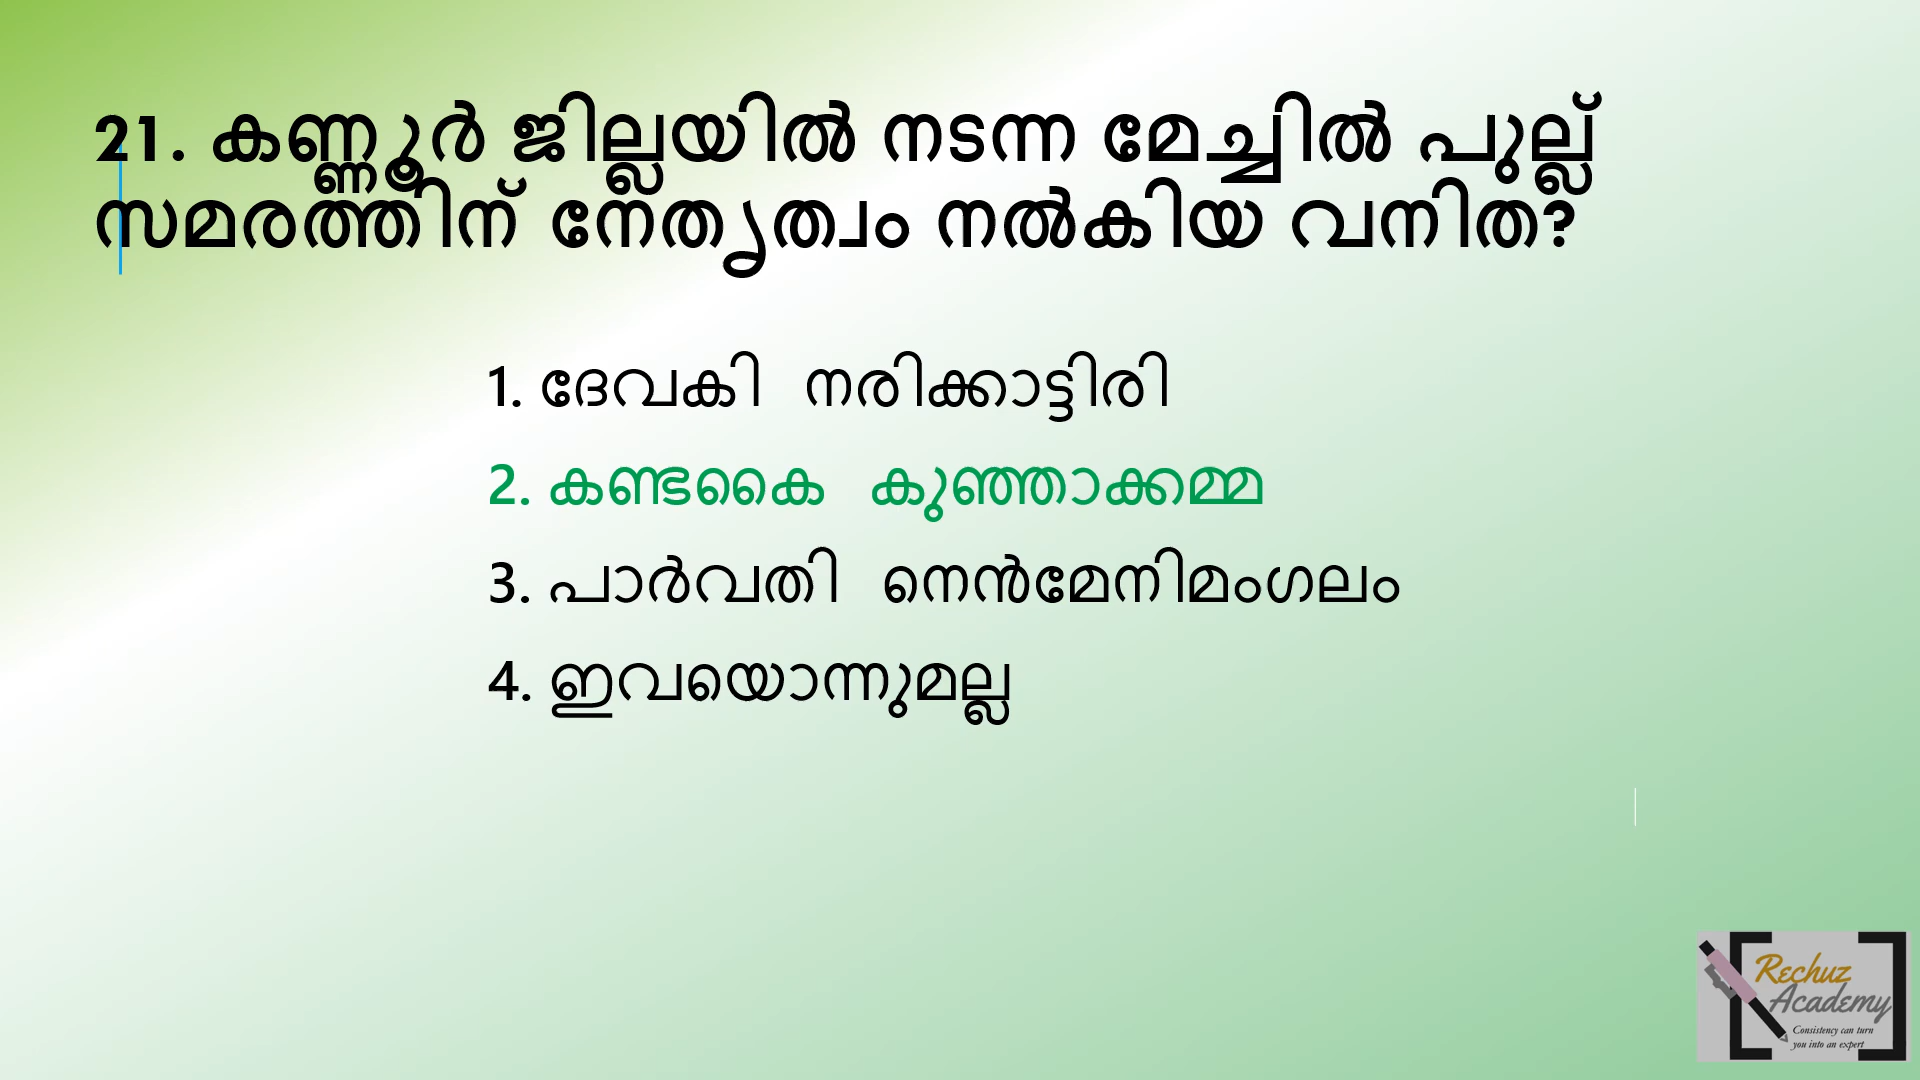 21. കണ്ണൂർ ജില്ലയിൽ നടന്ന മേച്ചിൽ പുല്ല്
സമരത്തിന് നേതൃത്വം നൽകിയ വനിത?
1. ദേവകി നരിക്കാട്ടിരി
2. കണ്ടകൈ കുഞ്ഞാക്കമ്മ
3. പാർവതി നെൻമേനിമംഗലം
4. ഇവയൊന്നുമല്ല
Rechuz
Academy
Consistency can turn
you into an expert